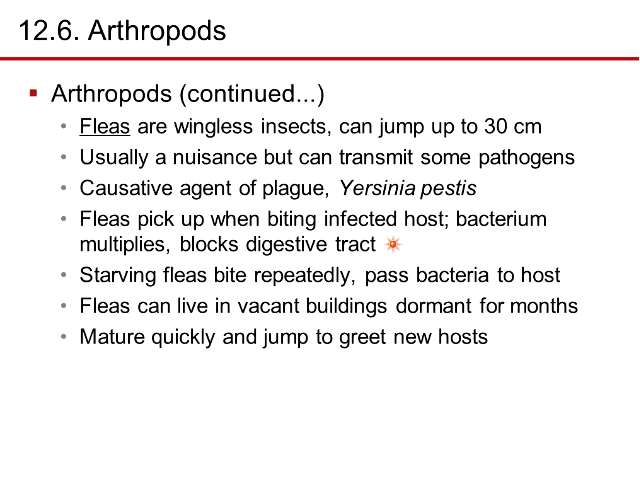 12.6. Arthropods
▪ Arthropods (continued...)
• Fleas are wingless insects, can jump up to 30 cm
• Usually a nuisance but can transmit some pathogens
• Causative agent of plague, Yersinia pestis
• Fleas pick up when biting infected host; bacterium
multiplies, blocks digestive tract
• Starving fleas bite repeatedly, pass bacteria to host
• Fleas can live in vacant buildings dormant for months
• Mature quickly and jump to greet new hosts